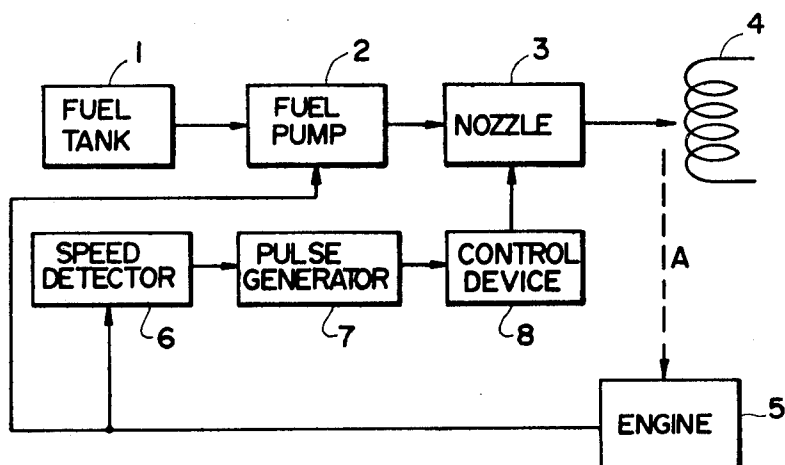 1
2
3
4
FUEL
TANK
FUEL
PUMP
NOZZLE
SPEED
DETECTOR
PULSE
GENERATOR
CONTROL
DEVICE
A
6
7
8
ENGINE
5